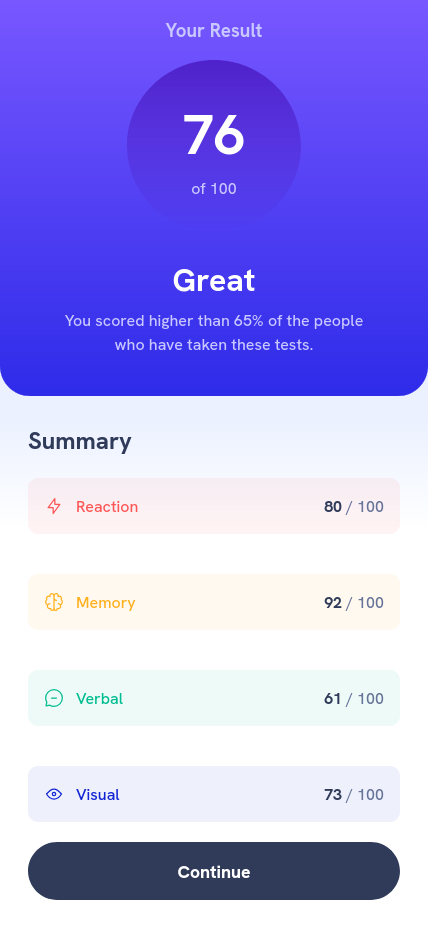 Your Result
76
of 100
Great
You scored higher than 65% of the people
who have taken these tests.
Summary
Reaction 80 / 100
Memory 92 / 100
Verbal 61 / 100
Visual 73 / 100
Continue